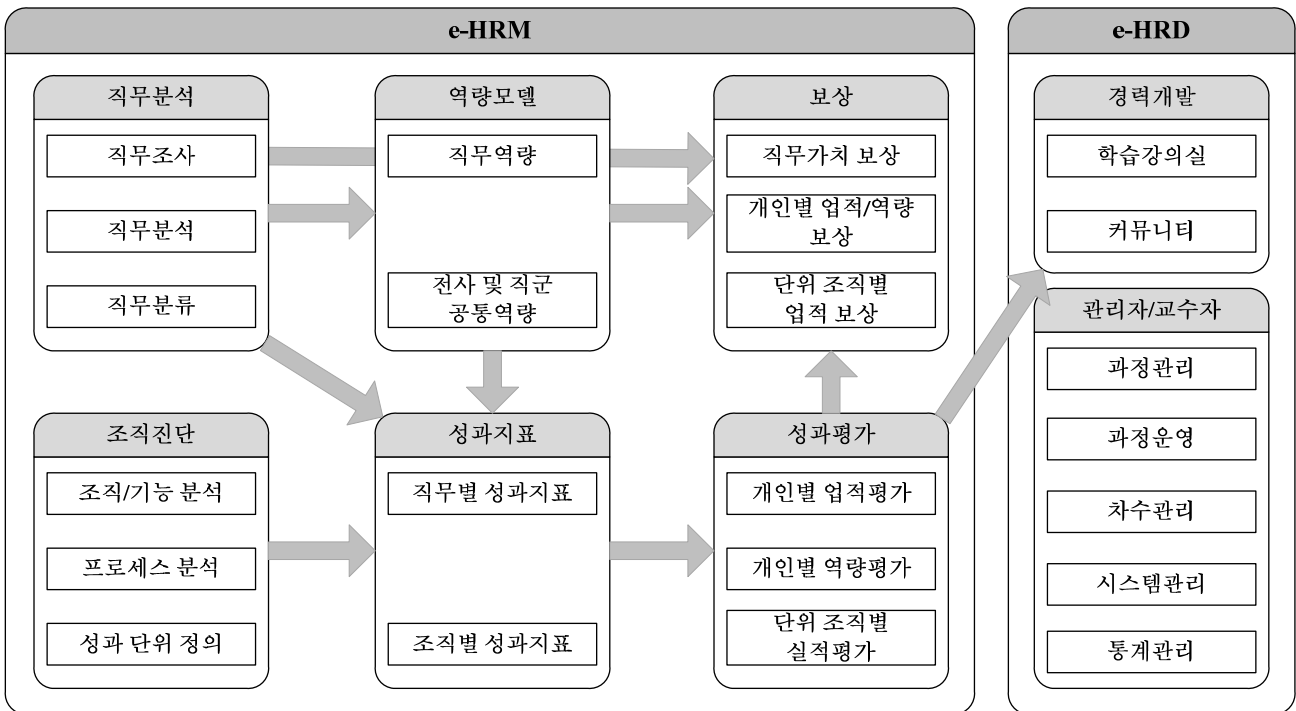 e-HRM
직무분석
직무조사
직무분석
직무분류
역량모델
직무역량
전사 및 직군
공통역량
보상
직무가치 보상
개인별 업적/역량
보상
단위 조직별
업적 보상
조직진단
조직/기능 분석
프로세스 분석
성과 단위 정의
성과지표
직무별 성과지표
조직별 성과지표
성과평가
개인별 업적평가
개인별 역량평가
단위 조직별
실적평가
e-HRD
경력개발
학습강의실
커뮤니티
관리자/교수자
과정관리
과정운영
차수관리
시스템관리
통계관리